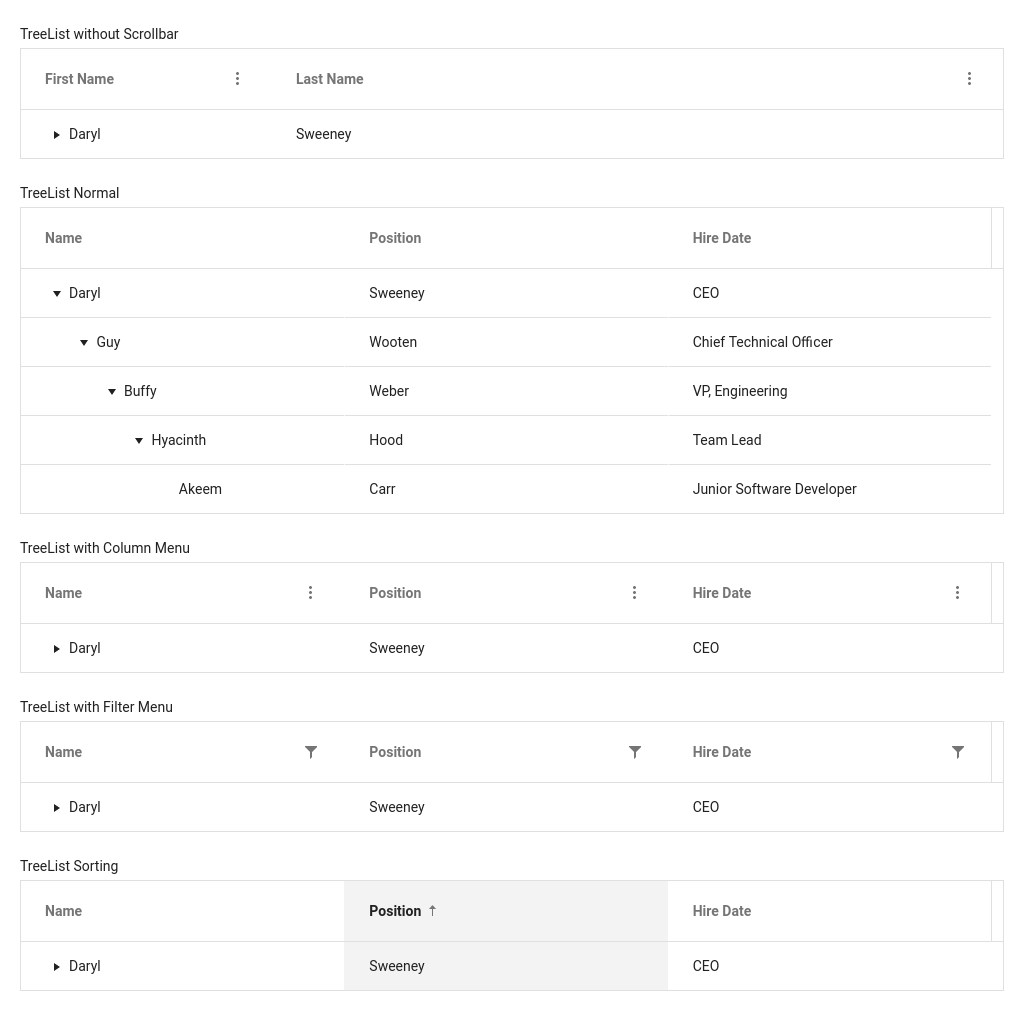 TreeList without Scrollbar
First Name Last Name
Daryl Sweeney
TreeList Normal
Name Position Hire Date
Daryl Sweeney CEO
Guy Wooten Chief Technical Officer
Buffy Weber VP, Engineering
Hyacinth Hood Team Lead
Akeem Carr Junior Software Developer
TreeList with Column Menu
Name Position Hire Date
Daryl Sweeney CEO
TreeList with Filter Menu
Name Position Hire Date
Daryl Sweeney CEO
TreeList Sorting
Name Position Hire Date
Daryl Sweeney CEO